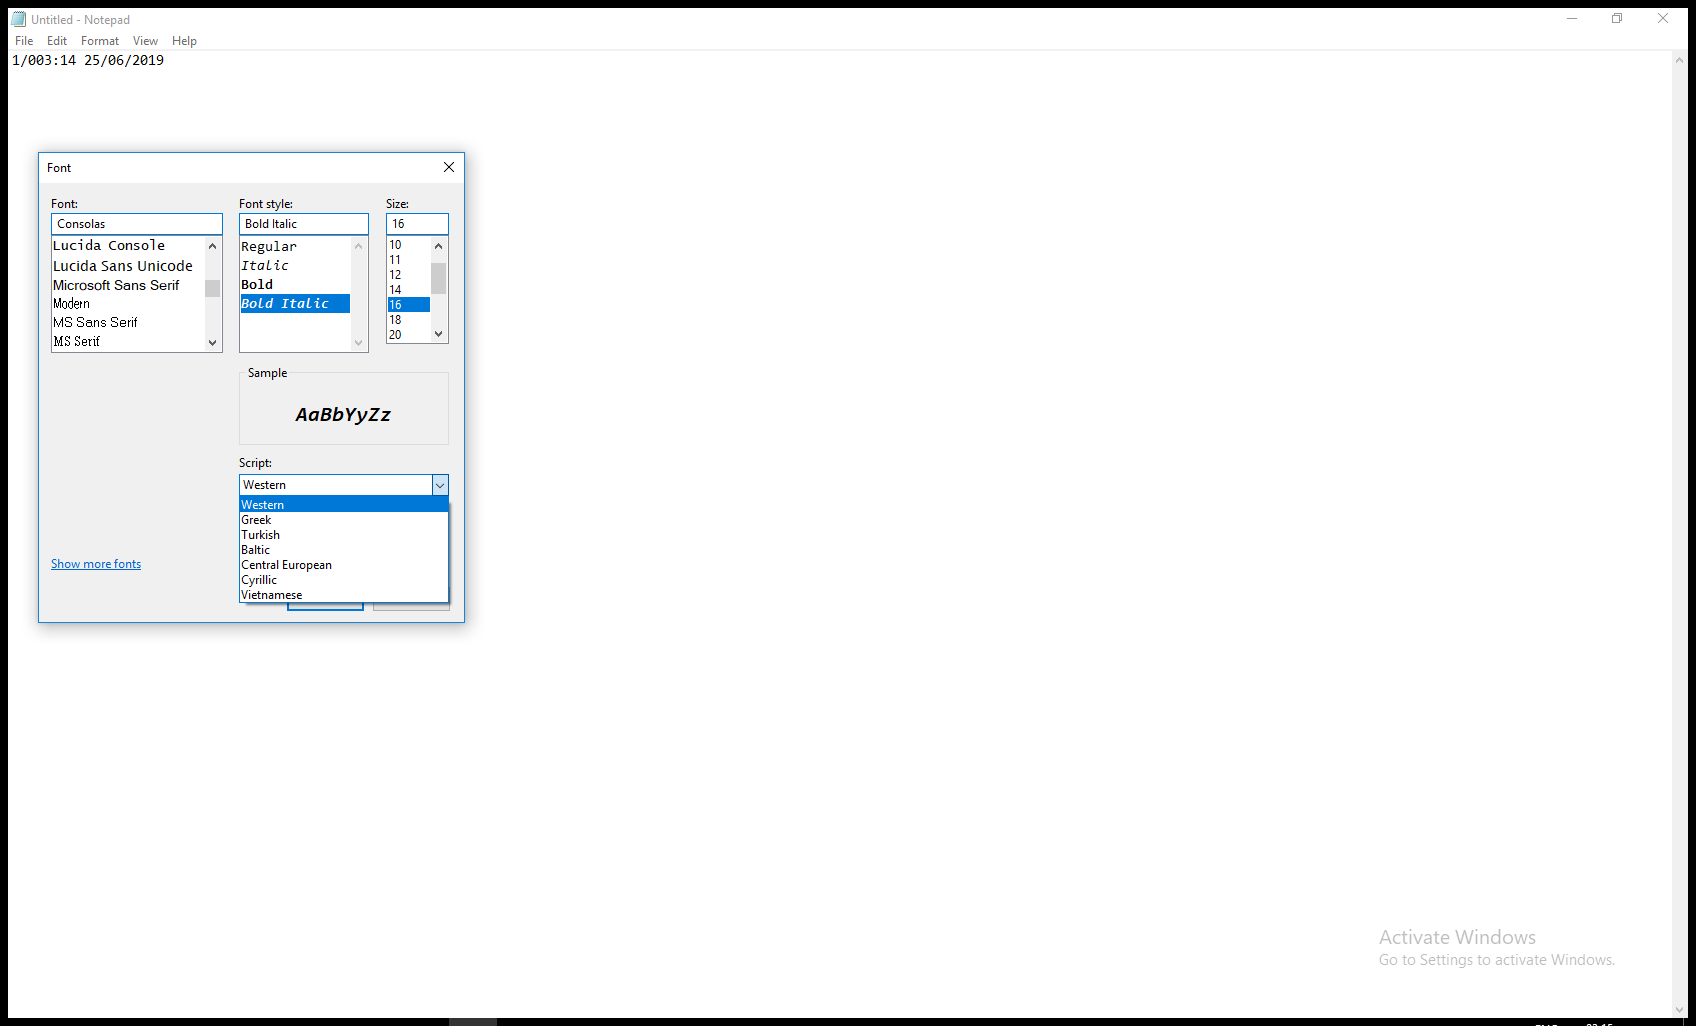 Untitled - Notepad
File Edit Format View Help
1/003:14 25/06/2019
Font
Font: Font style: Size:
Consolas Bold Italic 16
Lucida Console
Lucida Sans Unicode
Microsoft Sans Serif
Modern
MS Sans Serif
MS Serif
Regular
Italic
Bold
Bold Italic
10
11
12
14
16
18
20
Sample
AaBbYyZz
Script:
Western
Western
Greek
Turkish
Baltic
Central European
Cyrillic
Vietnamese
Show more fonts
Activate Windows
Go to Settings to activate Windows.